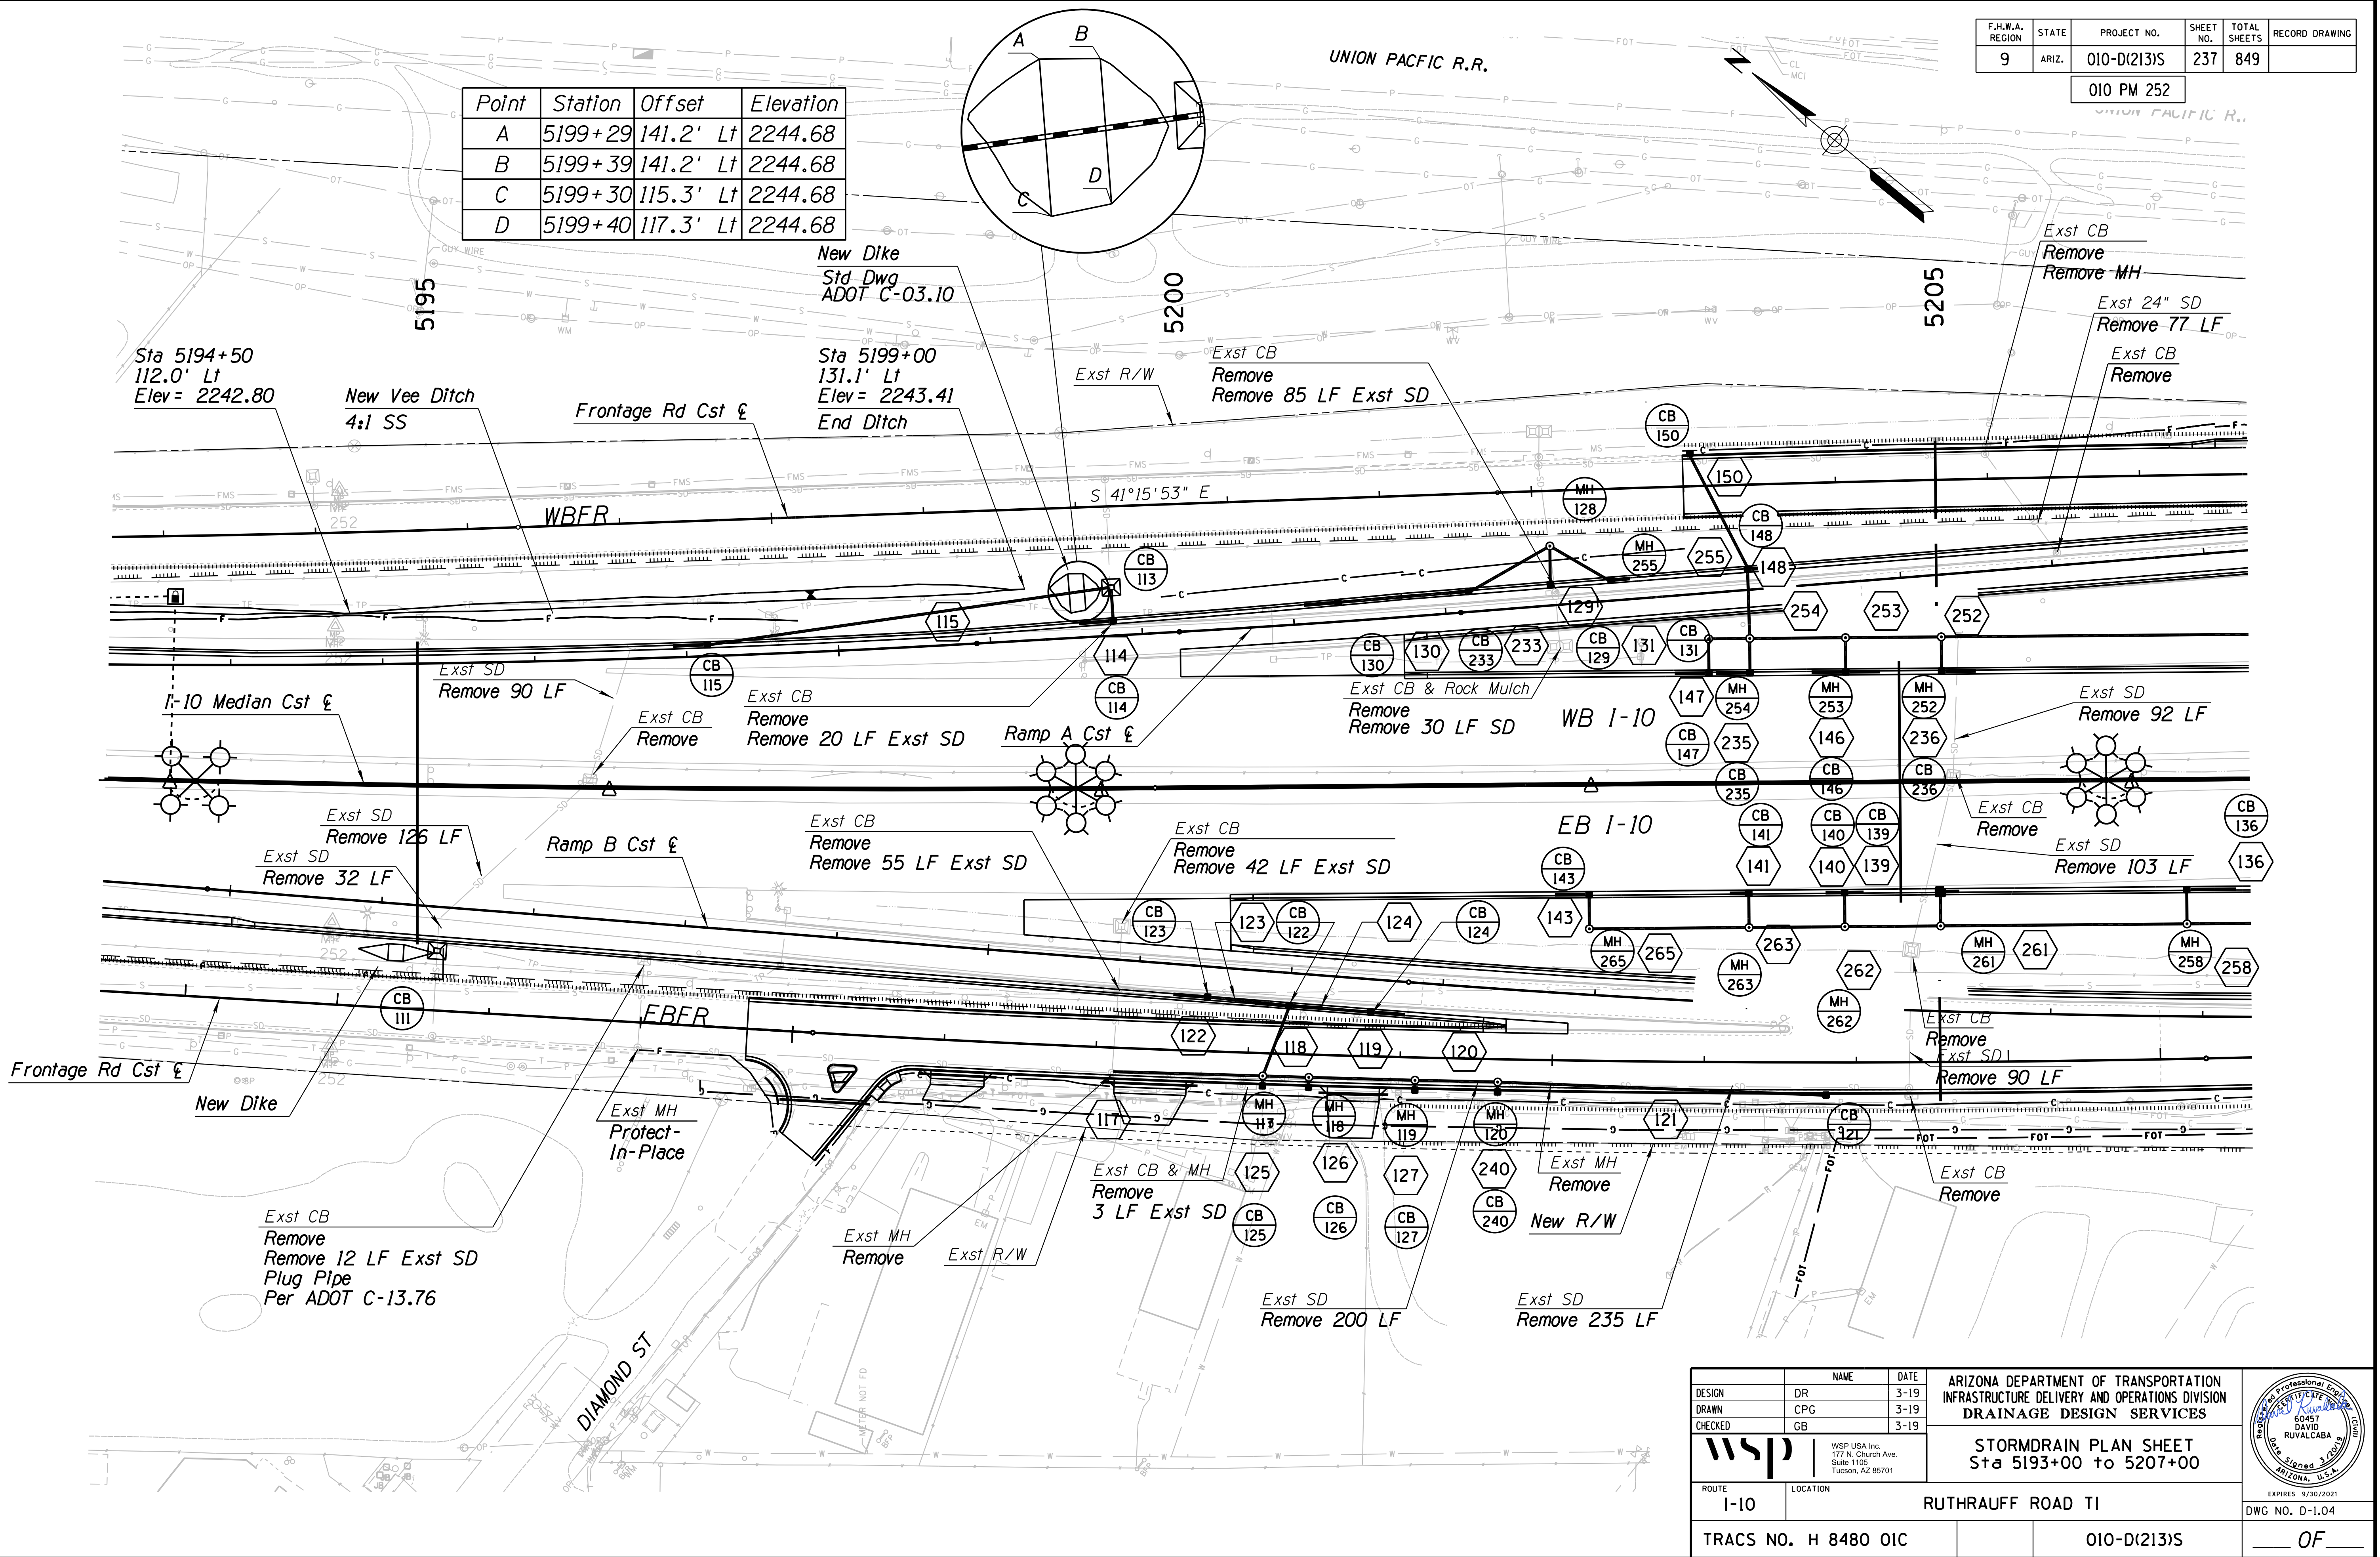 F.H.W.A. REGION STATE PROJECT NO. SHEET NO. TOTAL SHEETS RECORD DRAWING
9 ARIZ. 010-D(213)S 237 849
010 PM 252
UNION PACFIC R.R.
UNION PACIFIC R.
A B
C D
Point Station Offset Elevation
A 5199+29 141.2' Lt 2244.68
B 5199+39 141.2' Lt 2244.68
C 5199+30 115.3' Lt 2244.68
D 5199+40 117.3' Lt 2244.68
N
GUY WIRE
GUY WIRE
5195
5200
5205
New Dike
Std Dwg
ADOT C-03.10
Exst CB
Remove
Remove MH
Exst 24" SD
Remove 77 LF
Exst CB
Remove
Sta 5194+50
112.0' Lt
Elev= 2242.80
New Vee Ditch
4:1 SS
Frontage Rd Cst ℄
Sta 5199+00
131.1' Lt
Elev= 2243.41
End Ditch
Exst R/W
Exst CB
Remove
Remove 85 LF Exst SD
CB
150
150
S 41°15'53" E
WBFR
MH
128
CB
148
148
CB
113
MH
255
255
129
254
253
252
115
CB
115
114
CB
114
CB
130
130
CB
233
233
CB
129
131
CB
131
Exst SD
Remove 90 LF
Exst CB
Remove
Exst CB
Remove
Remove 20 LF Exst SD
Exst CB & Rock Mulch
Remove
Remove 30 LF SD
Ramp A Cst ℄
WB I-10
147
MH
254
MH
253
MH
252
CB
147
235
146
236
CB
235
CB
146
CB
236
Exst SD
Remove 92 LF
I-10 Median Cst ℄
Exst SD
Remove 126 LF
Exst SD
Remove 32 LF
Ramp B Cst ℄
Exst CB
Remove
Remove 55 LF Exst SD
Exst CB
Remove
Remove 42 LF Exst SD
EB I-10
CB
141
CB
140
CB
139
141
140
139
Exst CB
Remove
Exst SD
Remove 103 LF
CB
136
136
CB
143
143
CB
123
123
CB
122
124
CB
124
MH
265
265
263
MH
263
262
MH
262
MH
261
261
MH
258
258
CB
111
EBFR
122
118
119
120
Exst CB
Remove
Exst SD
Remove 90 LF
Frontage Rd Cst ℄
New Dike
Exst MH
Protect-
In-Place
117
MH
117
MH
118
MH
119
MH
120
121
CB
121
Exst CB & MH
Remove
3 LF Exst SD
125
126
127
240
CB
125
CB
126
CB
127
CB
240
Exst MH
Remove
New R/W
Exst CB
Remove
Exst CB
Remove
Remove 12 LF Exst SD
Plug Pipe
Per ADOT C-13.76
Exst MH
Remove
Exst R/W
Exst SD
Remove 200 LF
Exst SD
Remove 235 LF
DIAMOND ST
METER NOT FD
NAME DATE
DESIGN DR 3-19
DRAWN CPG 3-19
CHECKED GB 3-19
ARIZONA DEPARTMENT OF TRANSPORTATION
INFRASTRUCTURE DELIVERY AND OPERATIONS DIVISION
DRAINAGE DESIGN SERVICES
wsp
WSP USA Inc.
177 N. Church Ave.
Suite 1105
Tucson, AZ 85701
STORMDRAIN PLAN SHEET
Sta 5193+00 to 5207+00
ROUTE
I-10
LOCATION
RUTHRAUFF ROAD TI
TRACS NO. H 8480 01C
010-D(213)S
Registered Professional Engineer (Civil)
CERTIFICATE NO.
60457
DAVID
RUVALCABA
Date Signed 3/20/19
ARIZONA, U.S.A.
EXPIRES 9/30/2021
DWG NO. D-1.04
OF